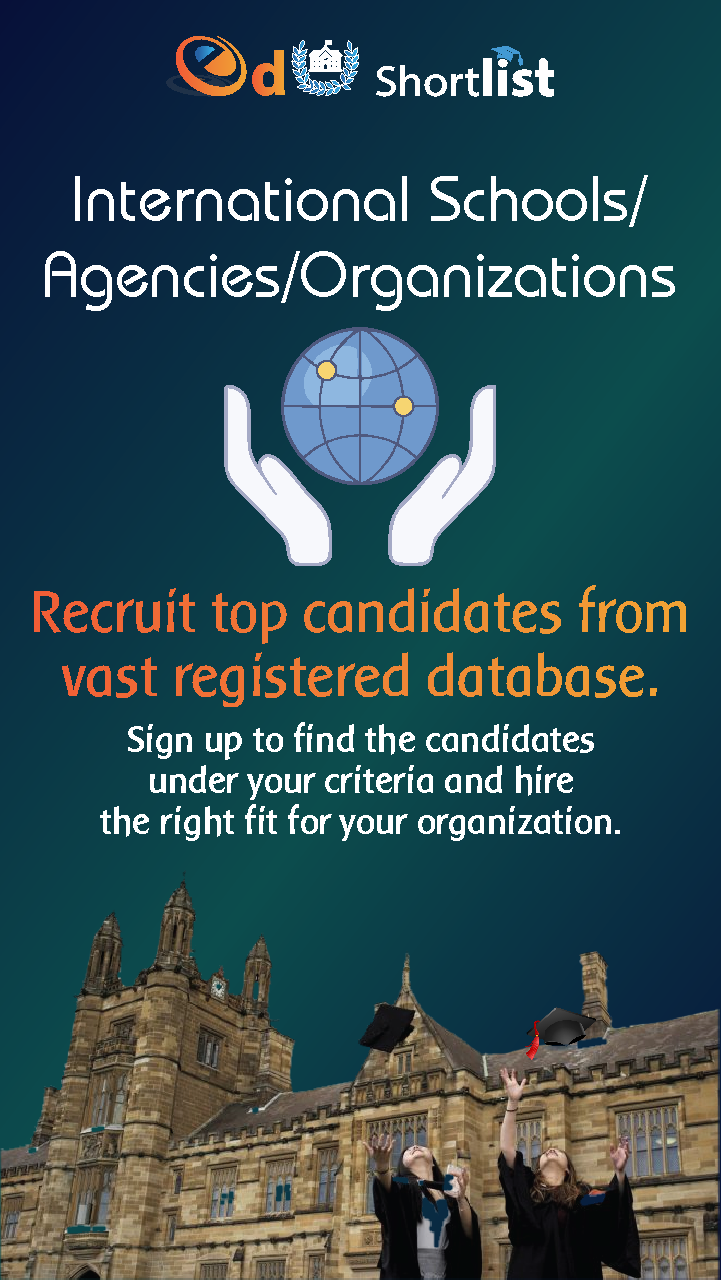 ed Shortlist
International Schools/
Agencies/Organizations
Recruit top candidates from
vast registered database.
Sign up to find the candidates
under your criteria and hire
the right fit for your organization.